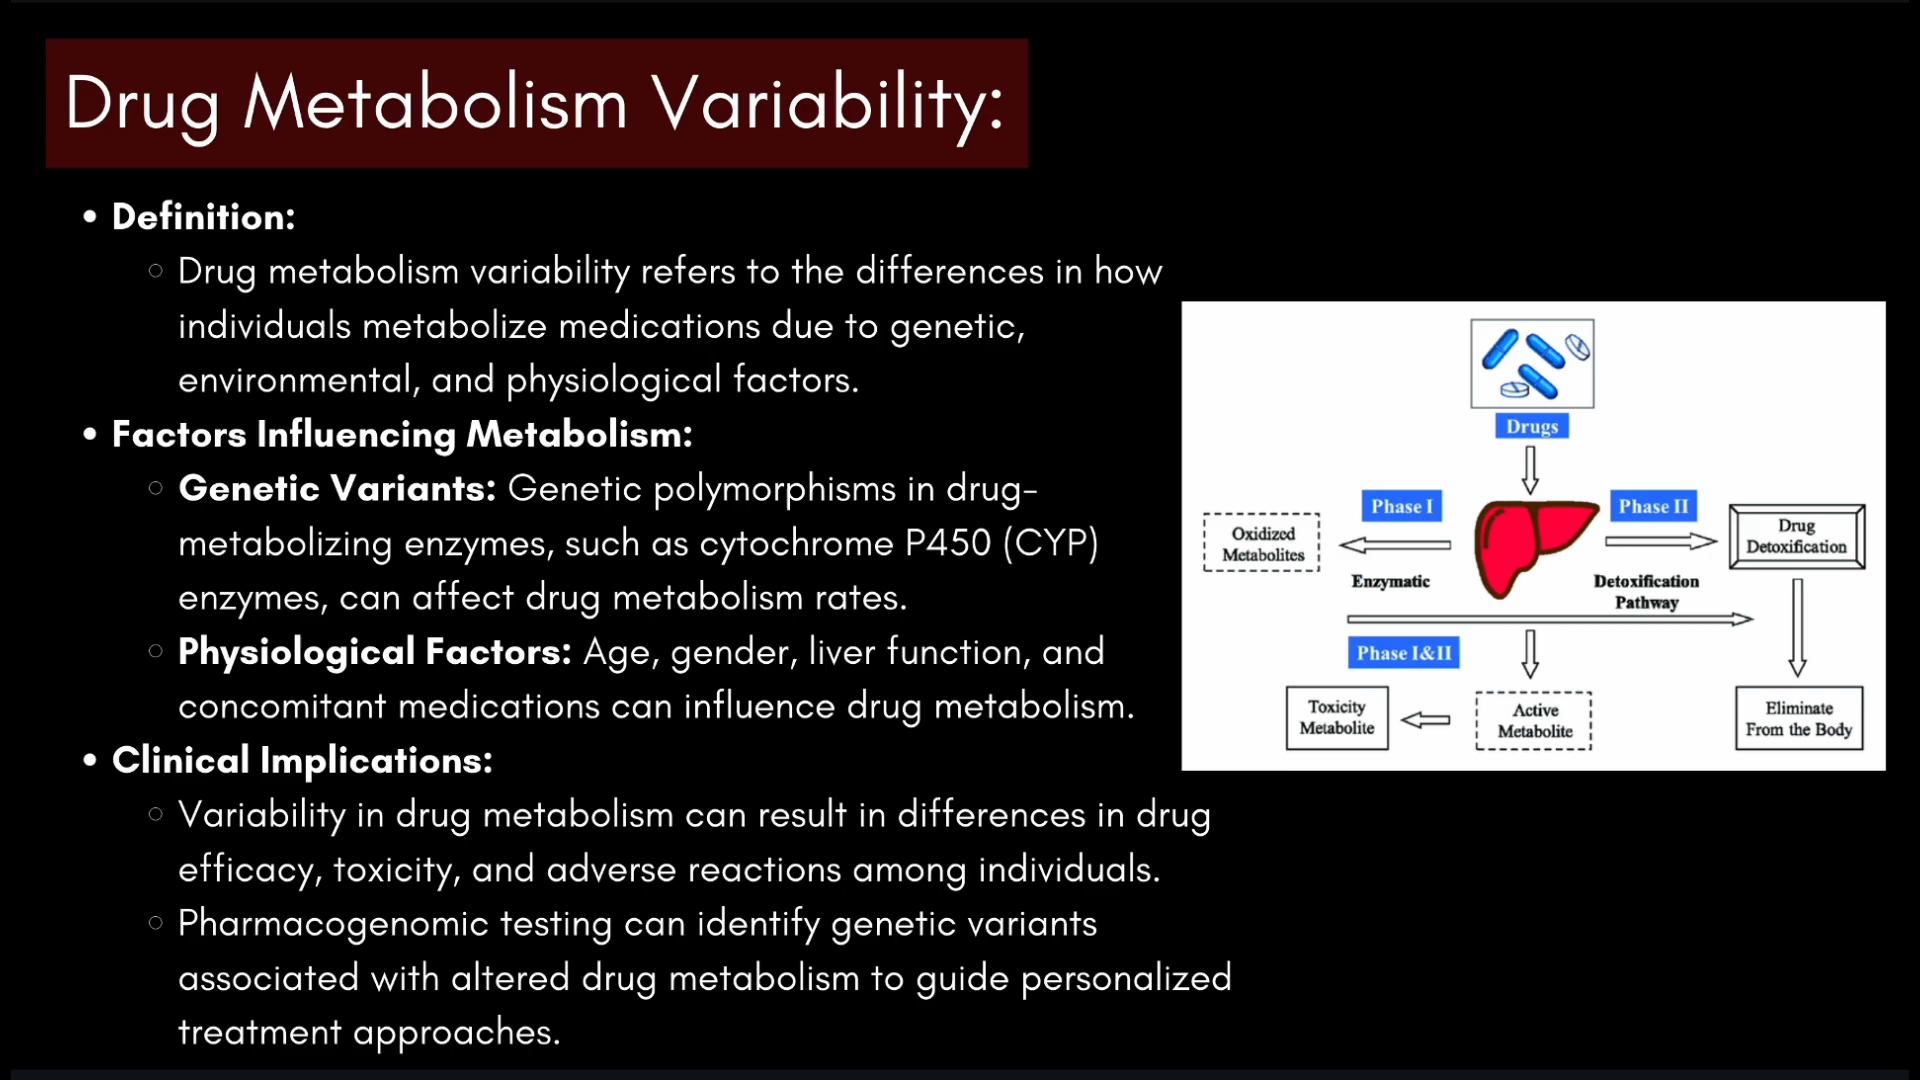 Drug Metabolism Variability:
• Definition:
○ Drug metabolism variability refers to the differences in how
individuals metabolize medications due to genetic,
environmental, and physiological factors.
• Factors Influencing Metabolism:
○ Genetic Variants: Genetic polymorphisms in drug-
metabolizing enzymes, such as cytochrome P450 (CYP)
enzymes, can affect drug metabolism rates.
○ Physiological Factors: Age, gender, liver function, and
concomitant medications can influence drug metabolism.
• Clinical Implications:
○ Variability in drug metabolism can result in differences in drug
efficacy, toxicity, and adverse reactions among individuals.
○ Pharmacogenomic testing can identify genetic variants
associated with altered drug metabolism to guide personalized
treatment approaches.
Drugs
Phase I
Phase II
Oxidized
Metabolites
Drug
Detoxification
Enzymatic
Detoxification
Pathway
Phase I&II
Toxicity
Metabolite
Active
Metabolite
Eliminate
From the Body